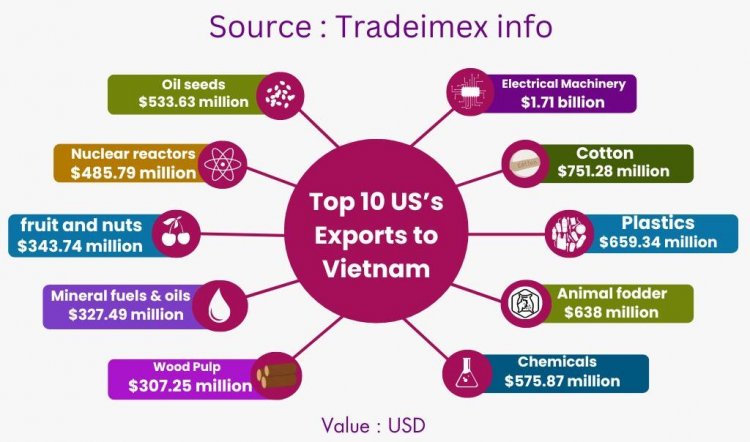 Source : Tradeimex info
Oil seeds
$533.63 million
Electrical Machinery
$1.71 billion
Nuclear reactors
$485.79 million
Cotton
$751.28 million
fruit and nuts
$343.74 million
Top 10 US's
Exports to
Vietnam
Plastics
$659.34 million
Mineral fuels & oils
$327.49 million
Animal fodder
$638 million
Wood Pulp
$307.25 million
Chemicals
$575.87 million
Value : USD